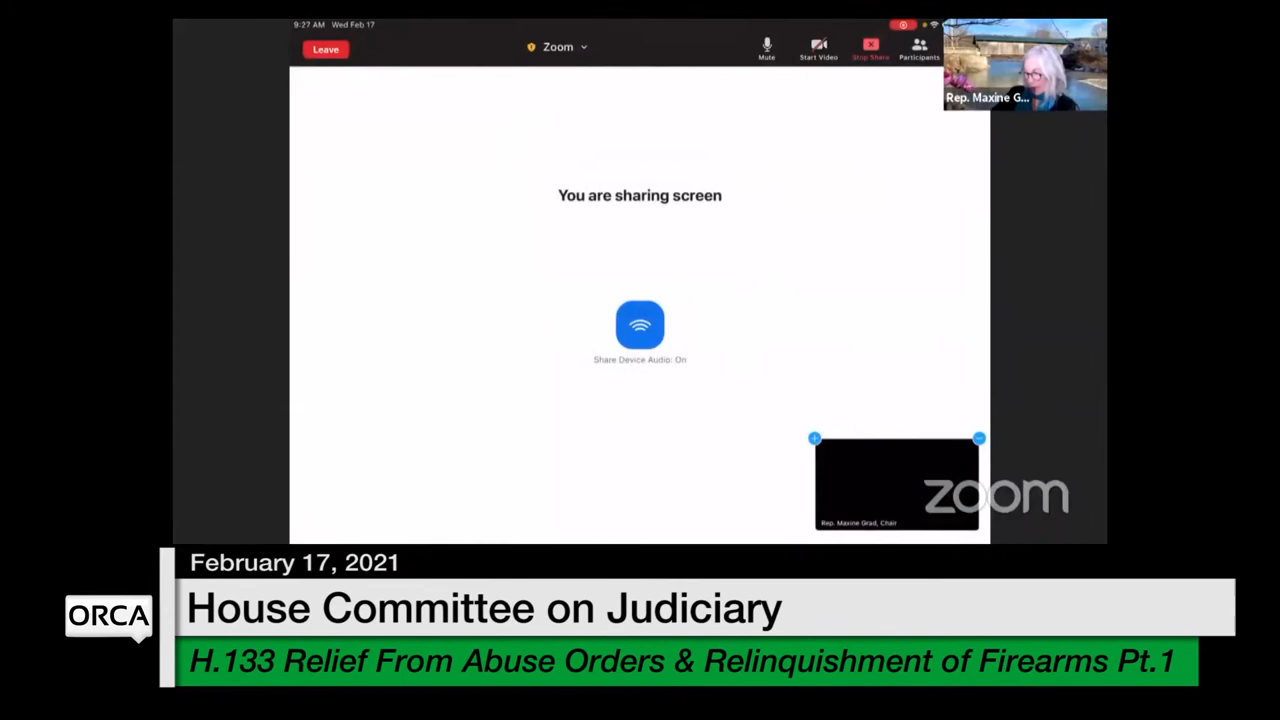 9:27 AM Wed Feb 17
Leave
Zoom
Mute
Start Video
Stop Share
Participants
Rep. Maxine G...
You are sharing screen
Share Device Audio: On
Rep. Maxine Grad, Chair
zoom
February 17, 2021
ORCA
House Committee on Judiciary
H.133 Relief From Abuse Orders & Relinquishment of Firearms Pt.1